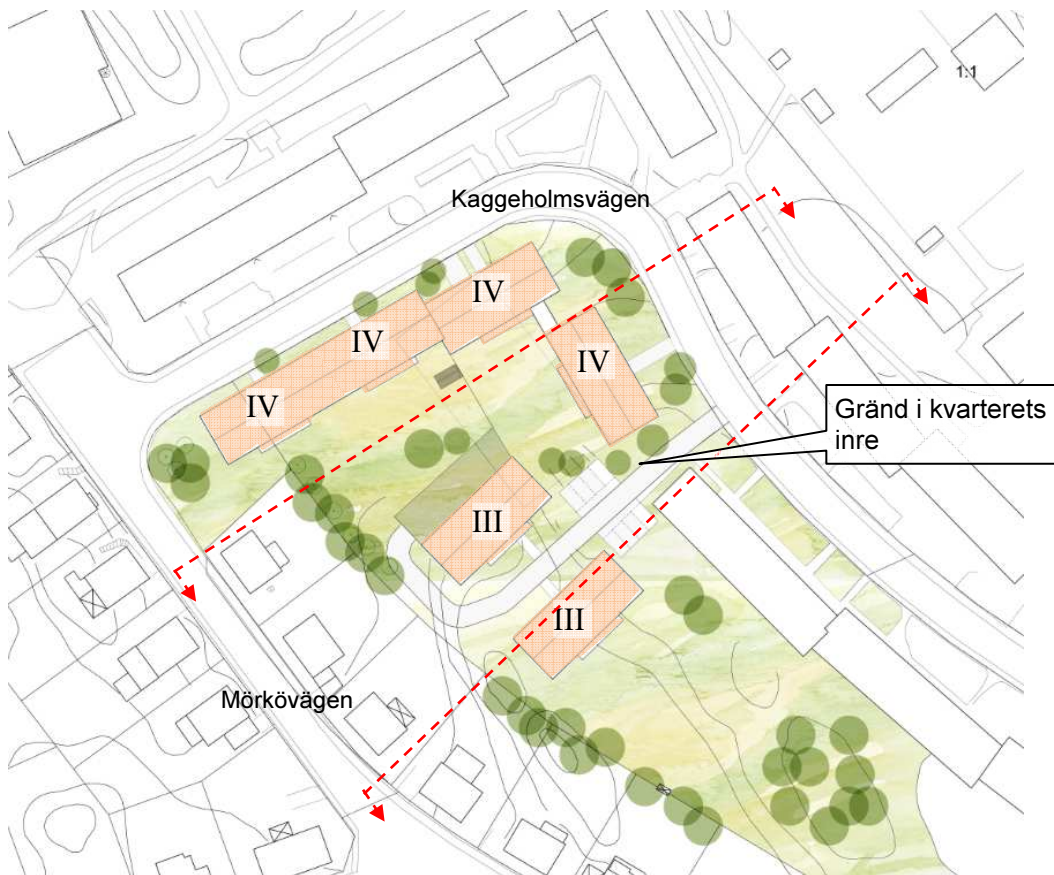 1:1
Kaggeholmsvägen
IV
IV
IV
IV
Gränd i kvarterets
inre
III
III
Mörkövägen